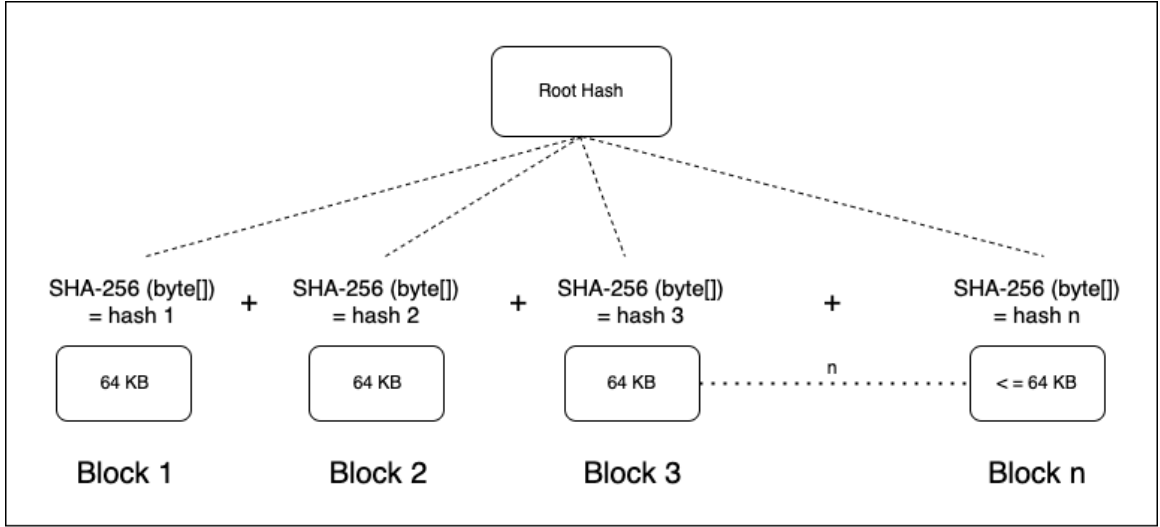 Root Hash
SHA-256 (byte[]) + SHA-256 (byte[]) + SHA-256 (byte[]) + SHA-256 (byte[])
= hash 1 = hash 2 = hash 3 = hash n
64 KB 64 KB 64 KB n < = 64 KB
Block 1 Block 2 Block 3 Block n